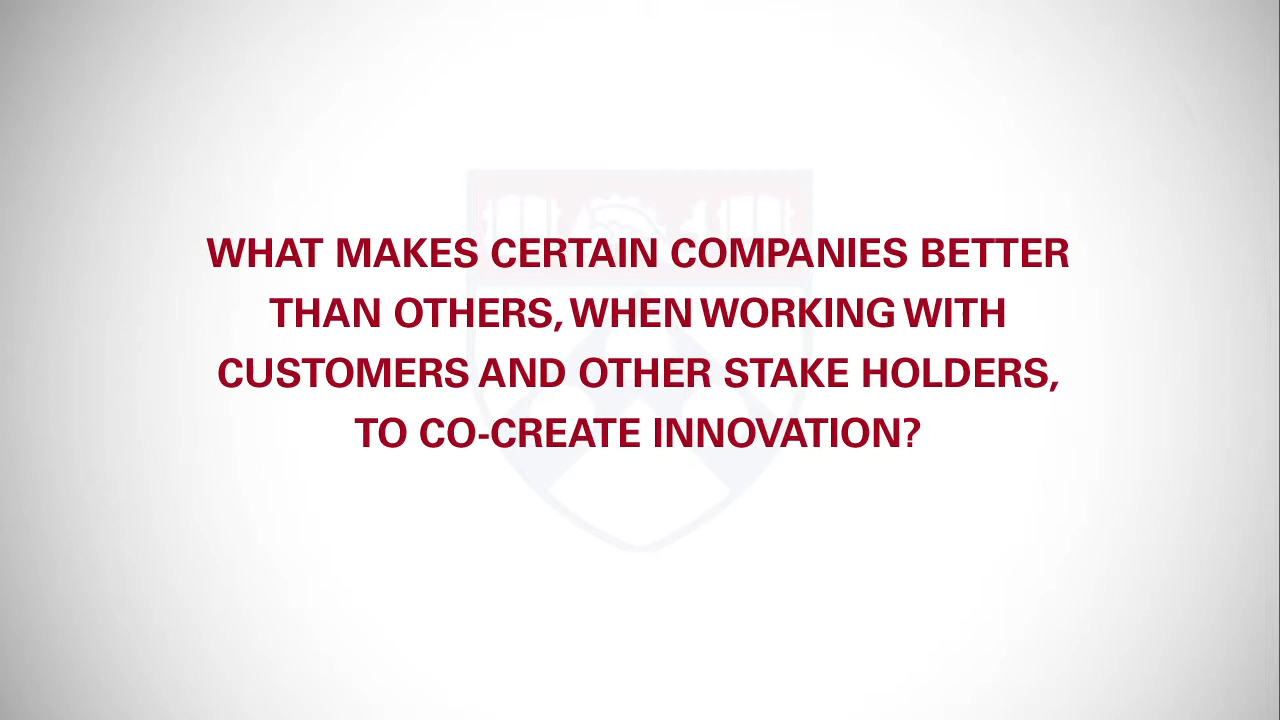 WHAT MAKES CERTAIN COMPANIES BETTER
THAN OTHERS, WHEN WORKING WITH
CUSTOMERS AND OTHER STAKE HOLDERS,
TO CO-CREATE INNOVATION?